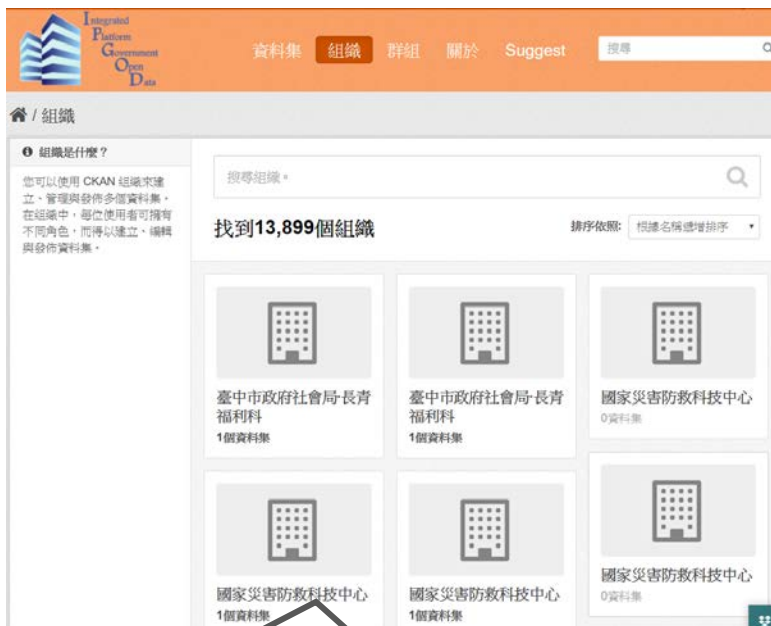 Integrated
Platform
Government
Open
Data
資料集 組織 群組 關於 Suggest 搜尋
/ 組織
組織是什麼？
您可以使用 CKAN 組織來建
立、管理與發佈多個資料集。
在組織中，每位使用者可擁有
不同角色，而得以建立、編輯
與發佈資料集。
搜尋組織。
找到13,899個組織
排序依照: 根據名稱遞增排序
臺中市政府社會局-長青
福利科
1個資料集
臺中市政府社會局-長青
福利科
1個資料集
國家災害防救科技中心
0資料集
國家災害防救科技中心
1個資料集
國家災害防救科技中心
1個資料集
國家災害防救科技中心
0資料集